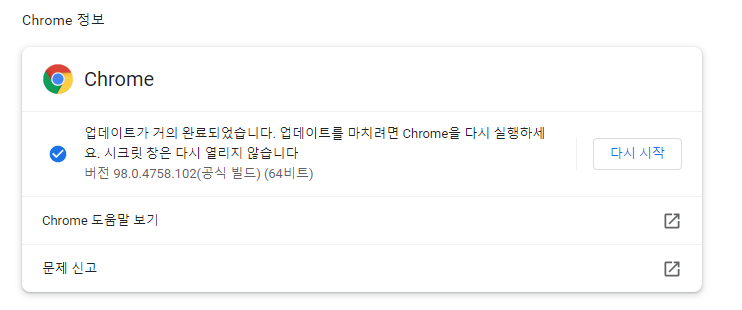 Chrome 정보
Chrome
업데이트가 거의 완료되었습니다. 업데이트를 마치려면 Chrome을 다시 실행하세
요. 시크릿 창은 다시 열리지 않습니다
버전 98.0.4758.102(공식 빌드) (64비트)
다시 시작
Chrome 도움말 보기
문제 신고